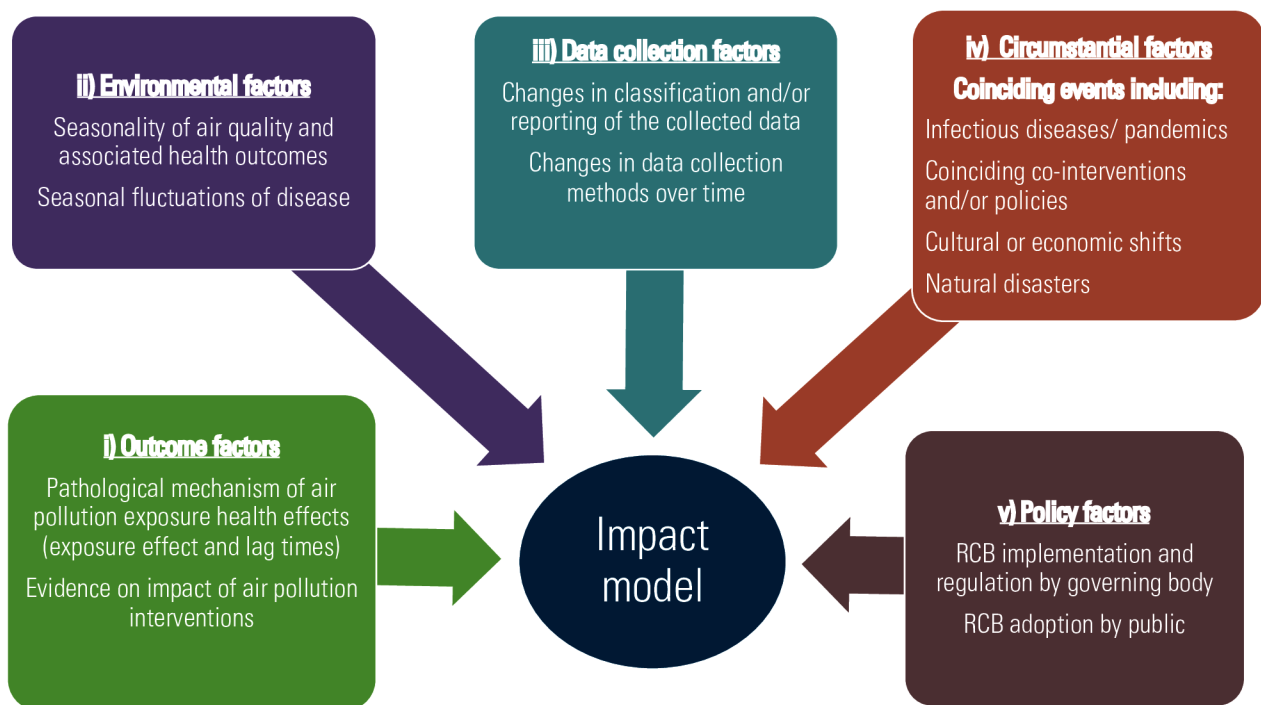 ii) Environmental factors
Seasonality of air quality and
associated health outcomes
Seasonal fluctuations of disease
iii) Data collection factors
Changes in classification and/or
reporting of the collected data
Changes in data collection
methods over time
iv) Circumstantial factors
Coinciding events including:
Infectious diseases/ pandemics
Coinciding co-interventions
and/or policies
Cultural or economic shifts
Natural disasters
i) Outcome factors
Pathological mechanism of air
pollution exposure health effects
(exposure effect and lag times)
Evidence on impact of air pollution
interventions
Impact
model
v) Policy factors
RCB implementation and
regulation by governing body
RCB adoption by public